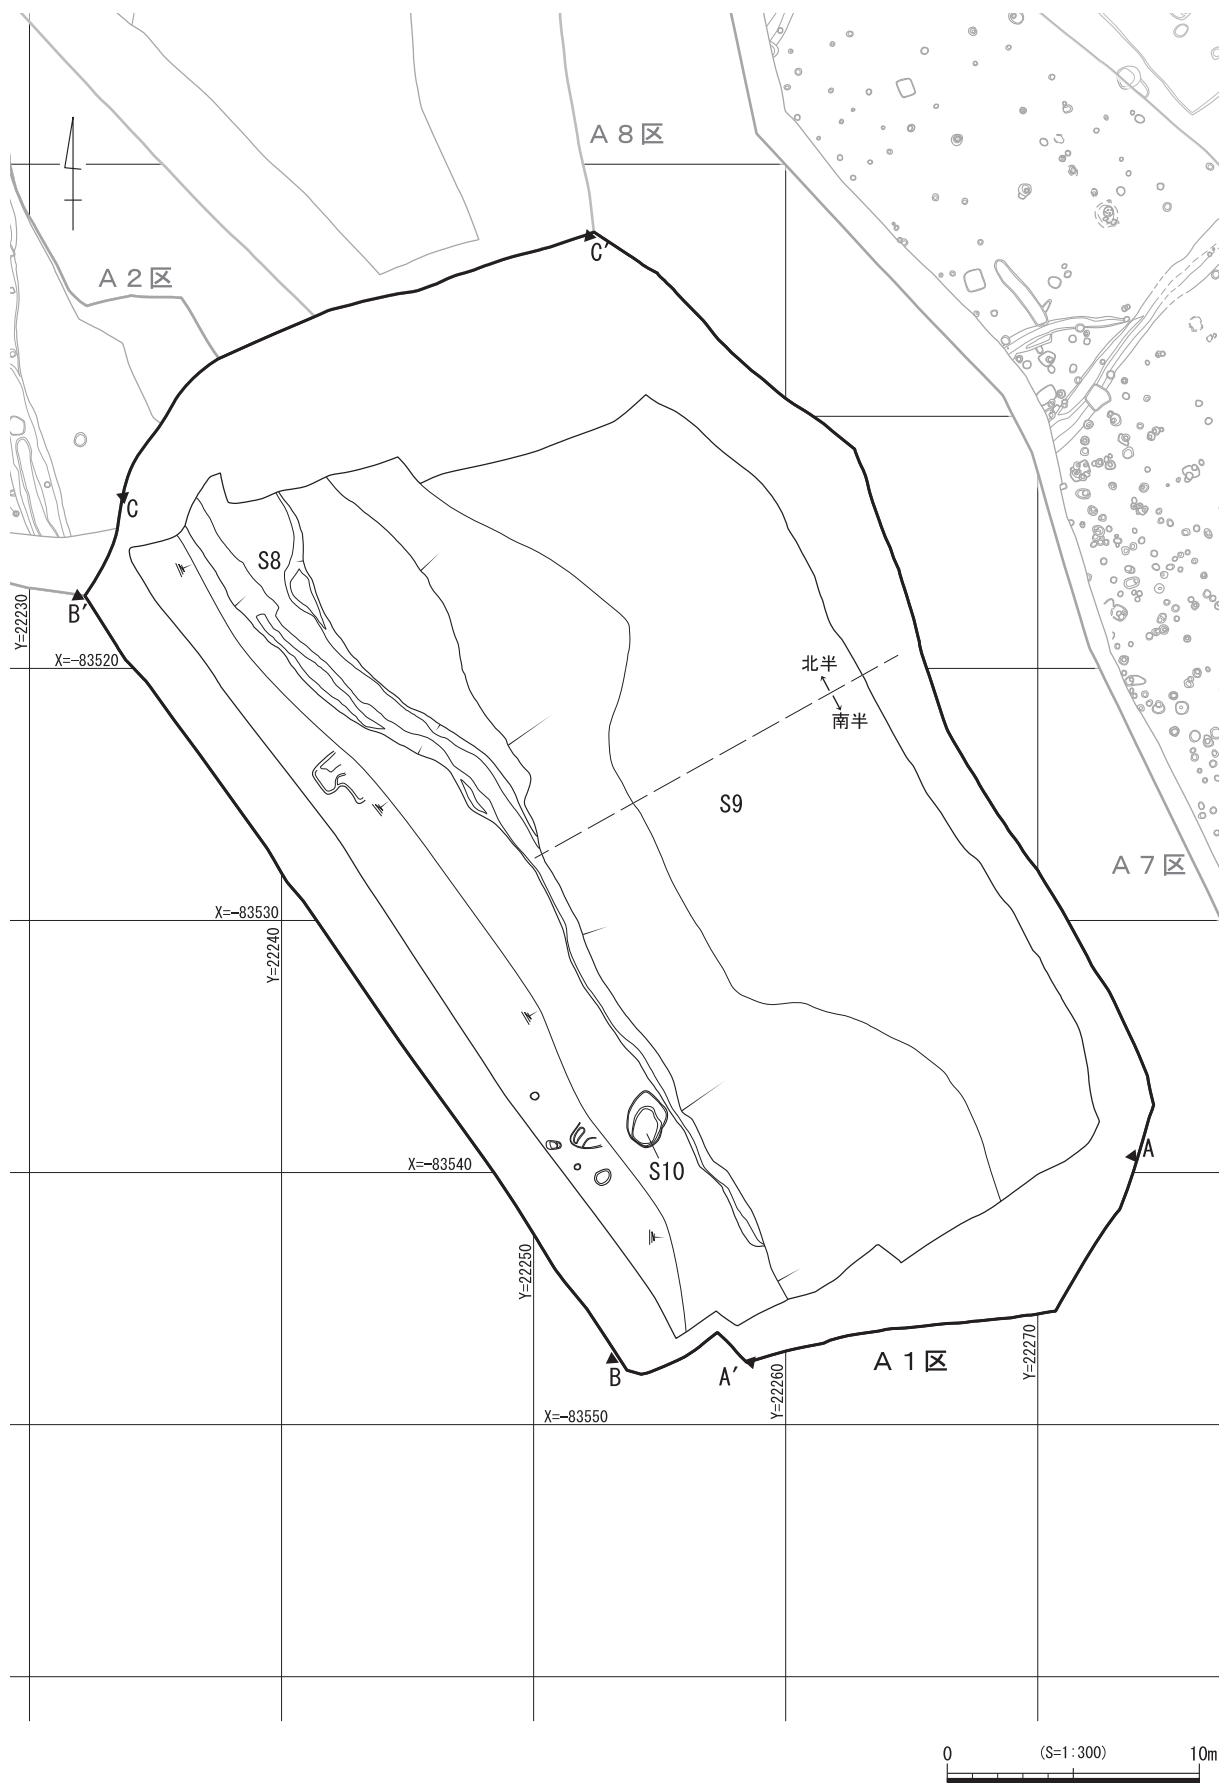 A8区
A2区
C'
C
S8
B'
Y=22230
X=-83520
北半
南半
S9
A7区
X=-83530
Y=22240
A
X=-83540
S10
Y=22250
Y=22270
A1区
B
A'
Y=22260
X=-83550
0 (S=1:300) 10m